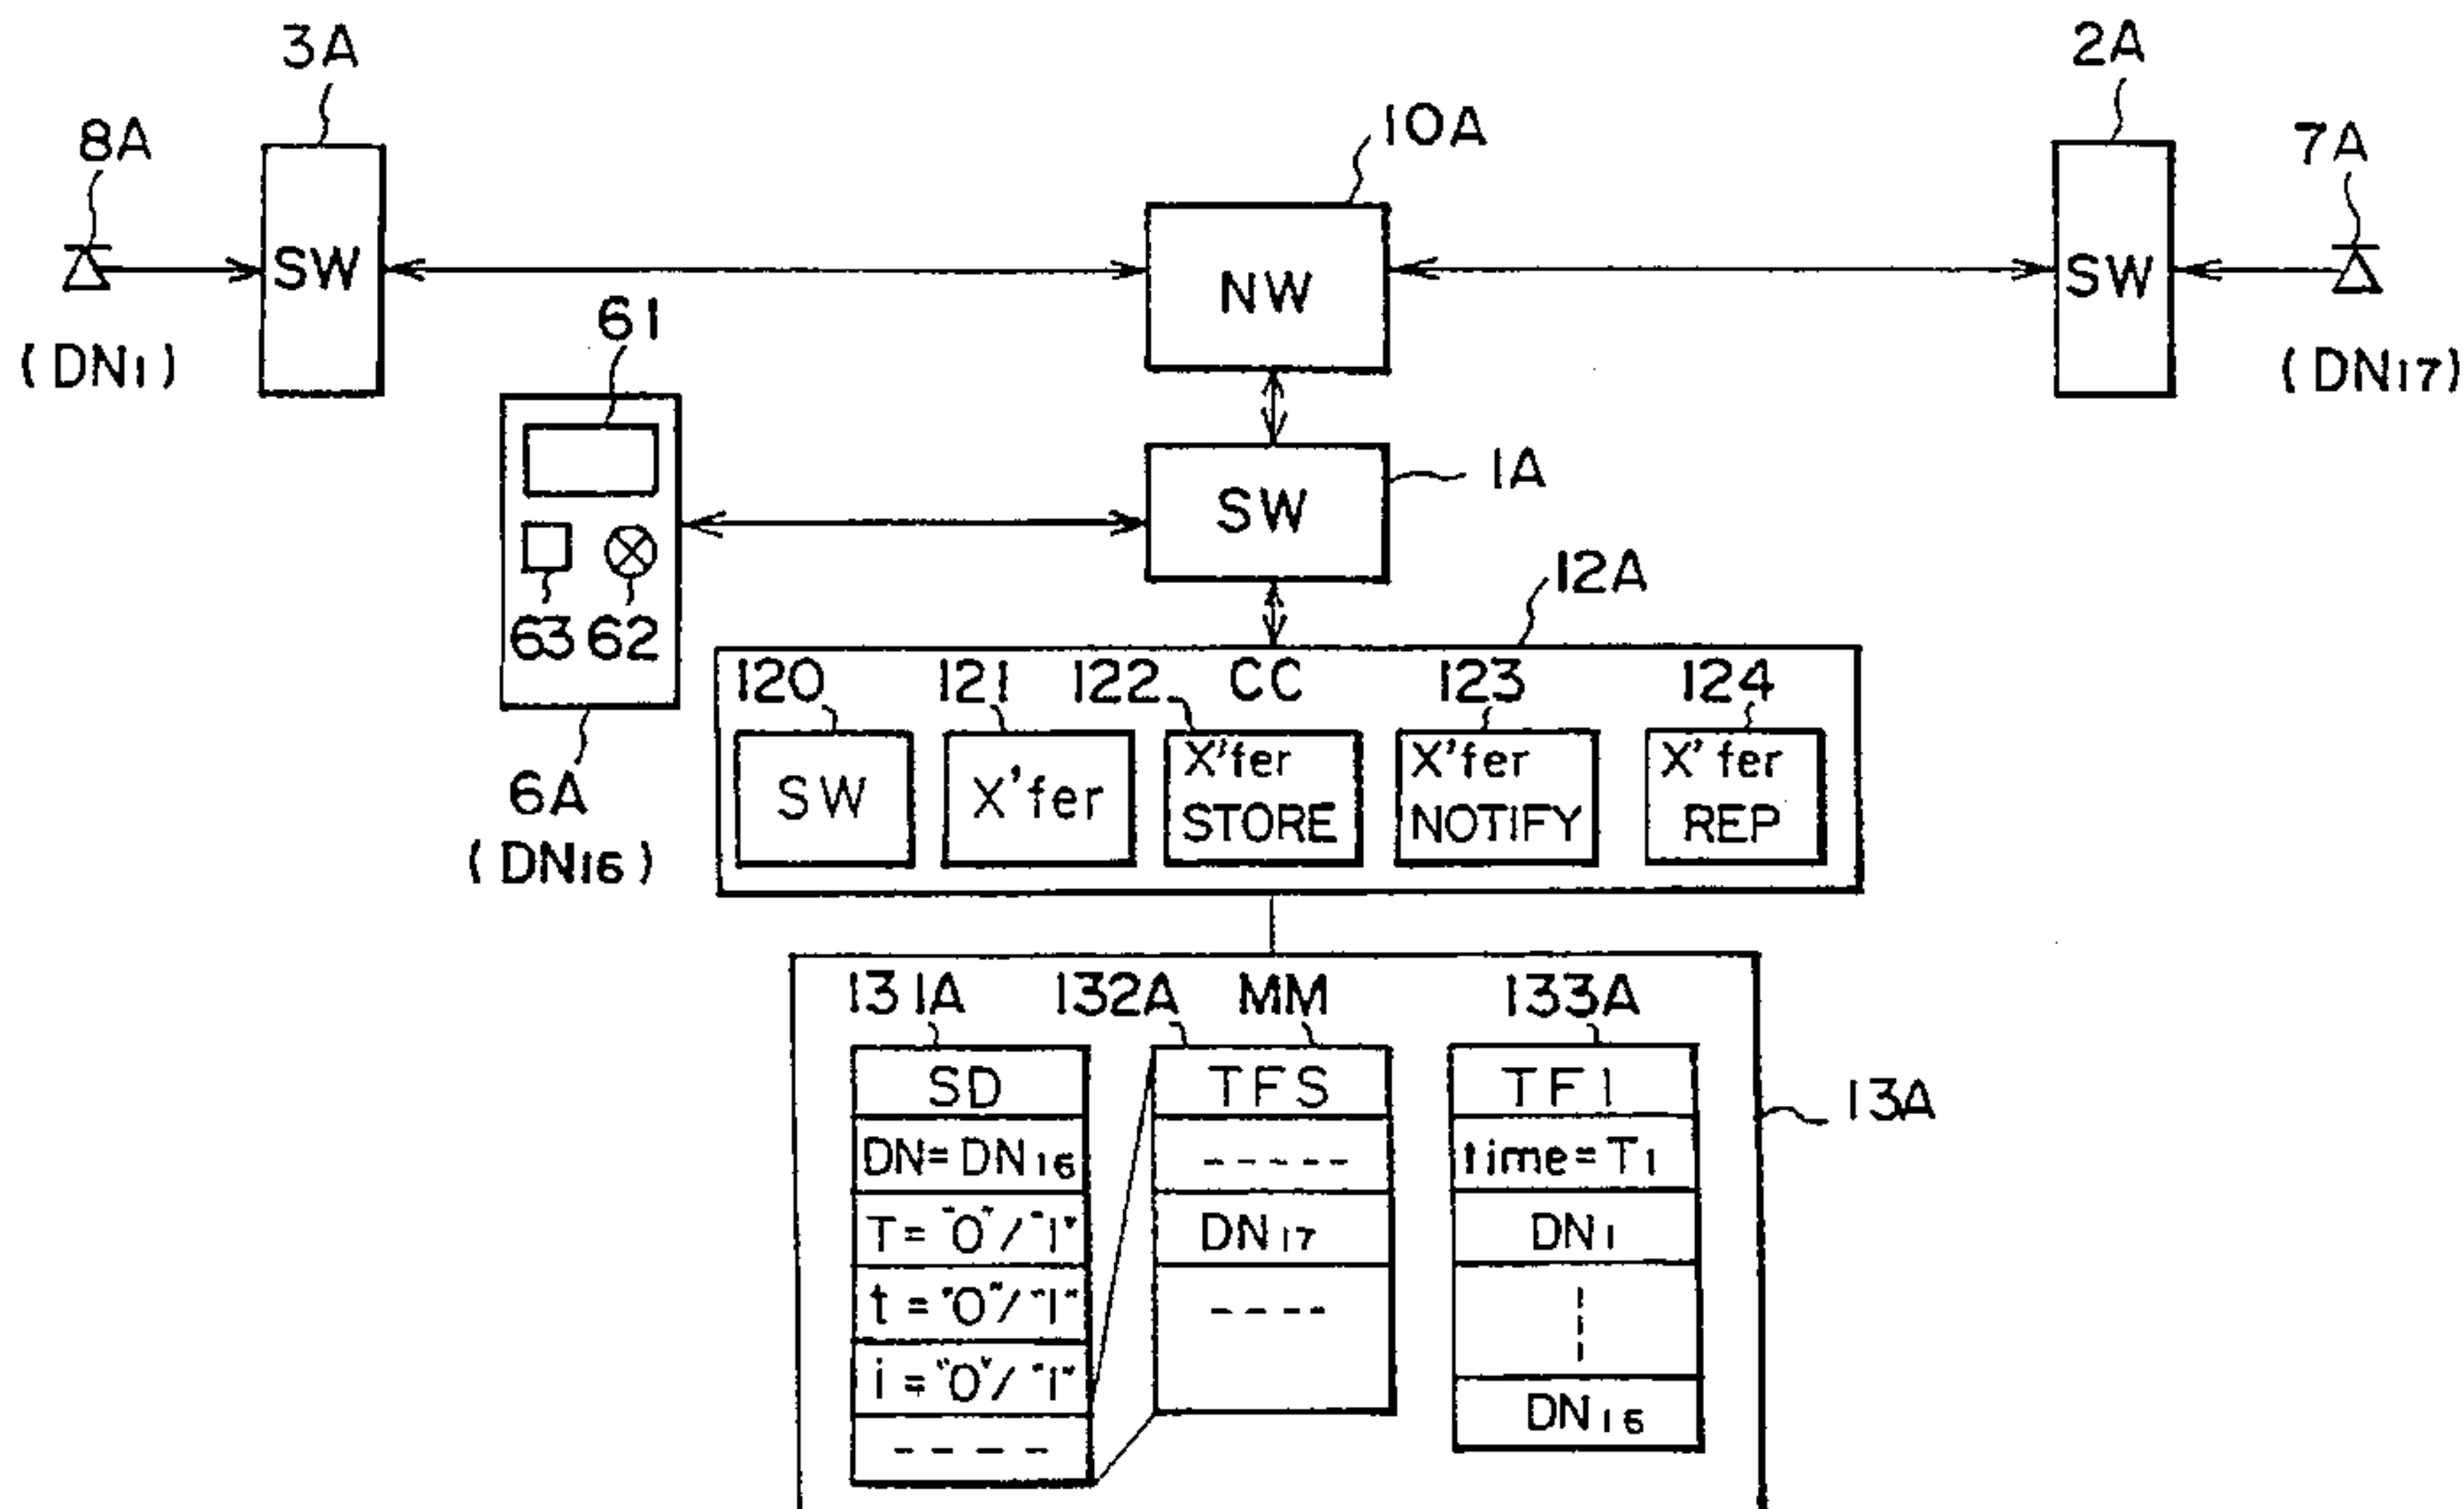 3A
2A
8A
10A
7A
SW
NW
SW
(DN1)
61
(DN17)
SW
1A
63 62
12A
6A
(DN16)
120 121 122 CC 123 124
SW
X'fer
X'fer
STORE
X'fer
NOTIFY
X'fer
REP
131A 132A MM 133A
13A
SD
DN=DN16
T="0"/"1"
t="0"/"1"
i="0"/"1"
- - - -
TFS
- - - - -
DN17
- - - -
TF1
time=T1
DN1
DN16